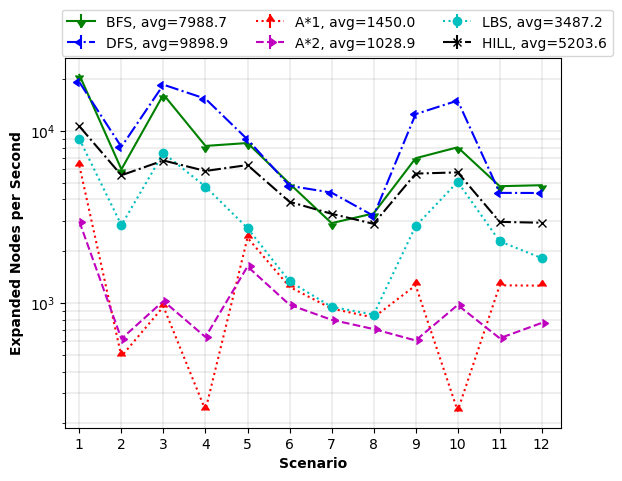 BFS, avg=7988.7 A*1, avg=1450.0 LBS, avg=3487.2
DFS, avg=9898.9 A*2, avg=1028.9 HILL, avg=5203.6
10⁴
10³
Expanded Nodes per Second
1 2 3 4 5 6 7 8 9 10 11 12
Scenario